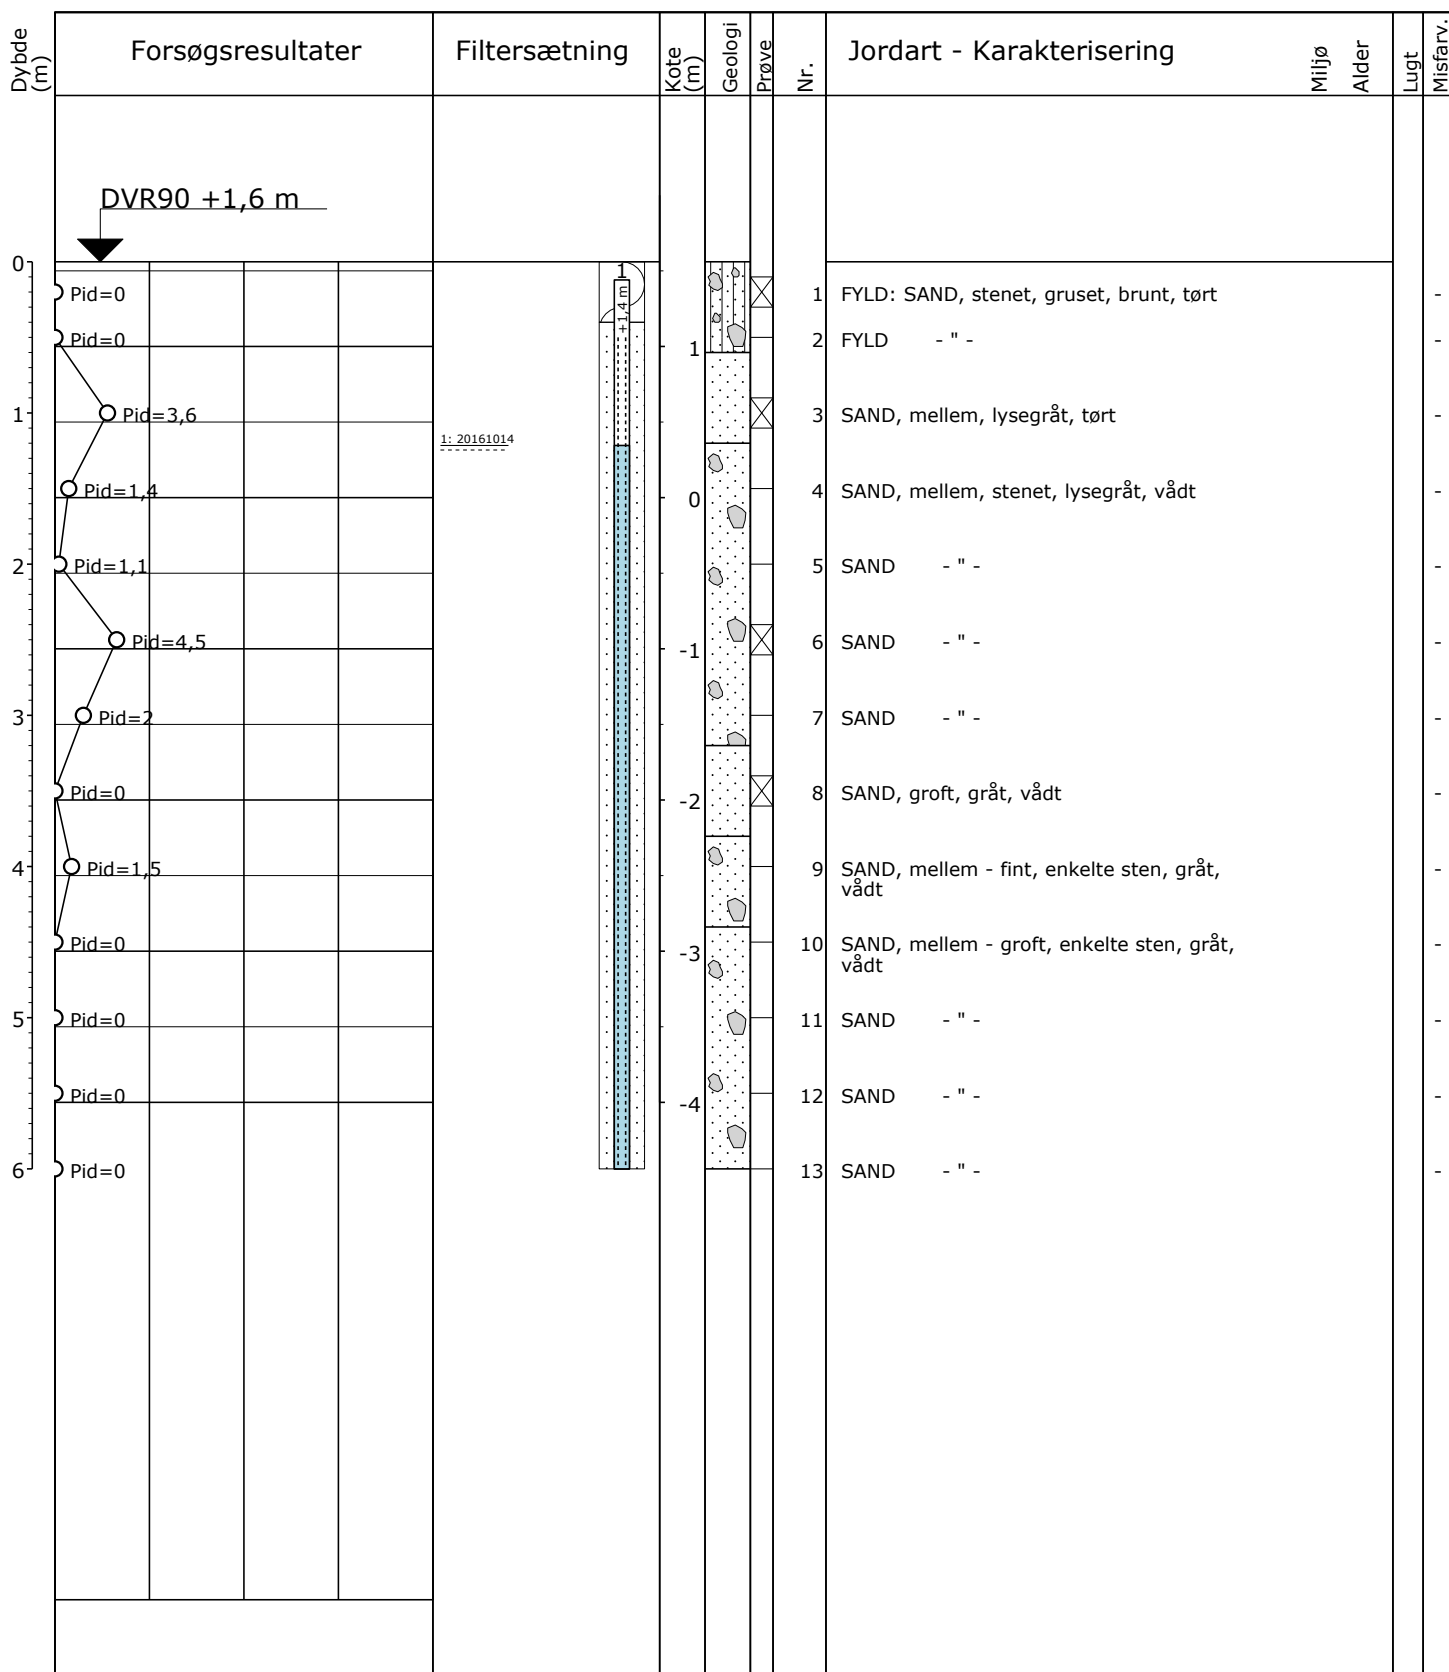 Dybde (m) Forsøgsresultater Filtersætning Kote (m) Geologi Prøve Nr. Jordart - Karakterisering Miljø Alder Lugt Misfarv.
DVR90 +1,6 m
0 1
Pid=0 +1,4 m 1 FYLD: SAND, stenet, gruset, brunt, tørt -
Pid=0 1 2 FYLD - " - -
1 Pid=3,6 3 SAND, mellem, lysegråt, tørt -
1: 20161014
Pid=1,4 0 4 SAND, mellem, stenet, lysegråt, vådt -
2 Pid=1,1 5 SAND - " - -
Pid=4,5 -1 6 SAND - " - -
3 Pid=2 7 SAND - " - -
Pid=0 -2 8 SAND, groft, gråt, vådt -
4 Pid=1,5 9 SAND, mellem - fint, enkelte sten, gråt, -
vådt
Pid=0 -3 10 SAND, mellem - groft, enkelte sten, gråt, -
vådt
5 Pid=0 11 SAND - " - -
Pid=0 -4 12 SAND - " - -
6 Pid=0 13 SAND - " - -